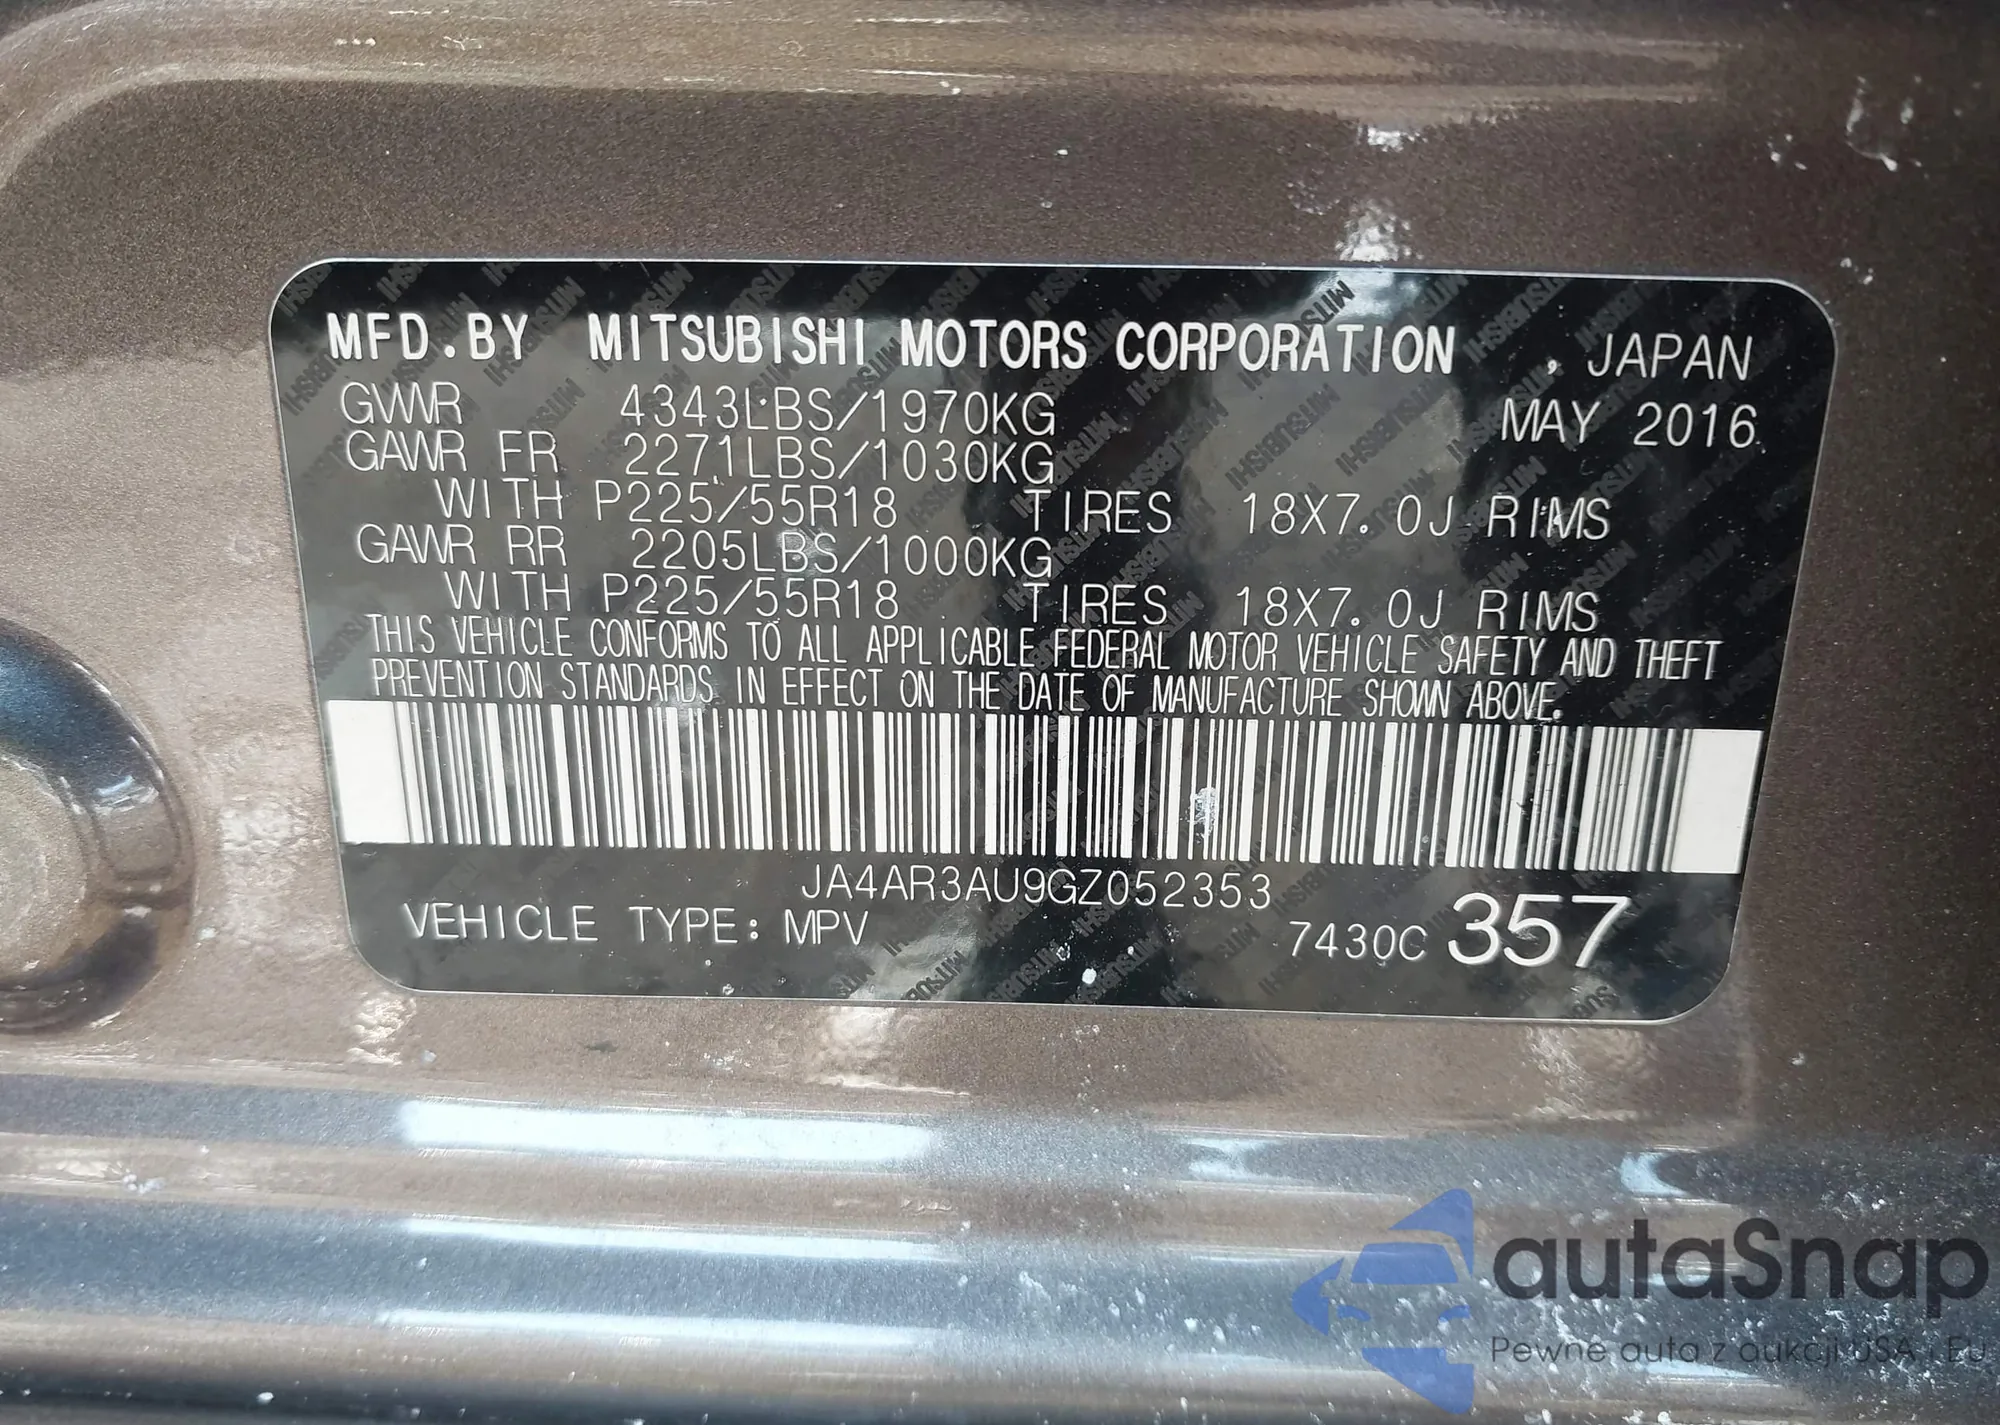 MFD.BY MITSUBISHI MOTORS CORPORATION , JAPAN
GVWR 4343LBS/1970KG MAY 2016
GAWR FR 2271LBS/1030KG
WITH P225/55R18 TIRES 18X7.0J RIMS
GAWR RR 2205LBS/1000KG
WITH P225/55R18 TIRES 18X7.0J RIMS
THIS VEHICLE CONFORMS TO ALL APPLICABLE FEDERAL MOTOR VEHICLE SAFETY AND THEFT
PREVENTION STANDARDS IN EFFECT ON THE DATE OF MANUFACTURE SHOWN ABOVE.
JA4AR3AU9GZ052353
VEHICLE TYPE: MPV 7430C 357
autaSnap
Pewne auta z aukcji USA i EU